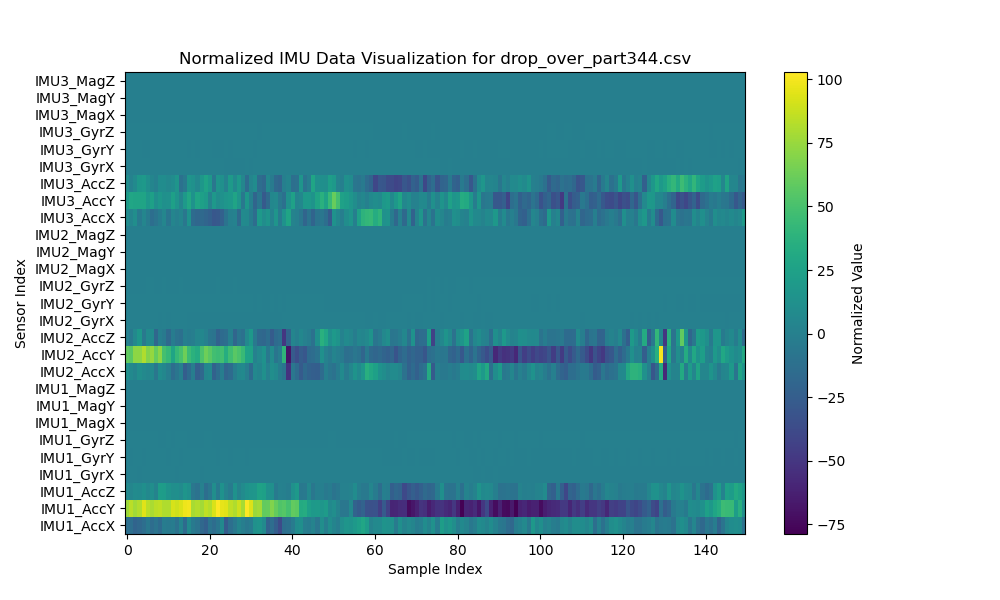 Normalized IMU Data Visualization for drop_over_part344.csv
IMU3_MagZ
IMU3_MagY
IMU3_MagX
IMU3_GyrZ
IMU3_GyrY
IMU3_GyrX
IMU3_AccZ
IMU3_AccY
IMU3_AccX
IMU2_MagZ
IMU2_MagY
IMU2_MagX
IMU2_GyrZ
IMU2_GyrY
IMU2_GyrX
IMU2_AccZ
IMU2_AccY
IMU2_AccX
IMU1_MagZ
IMU1_MagY
IMU1_MagX
IMU1_GyrZ
IMU1_GyrY
IMU1_GyrX
IMU1_AccZ
IMU1_AccY
IMU1_AccX
Sensor Index
0 20 40 60 80 100 120 140
Sample Index
100
75
50
25
0
−25
−50
−75
Normalized Value